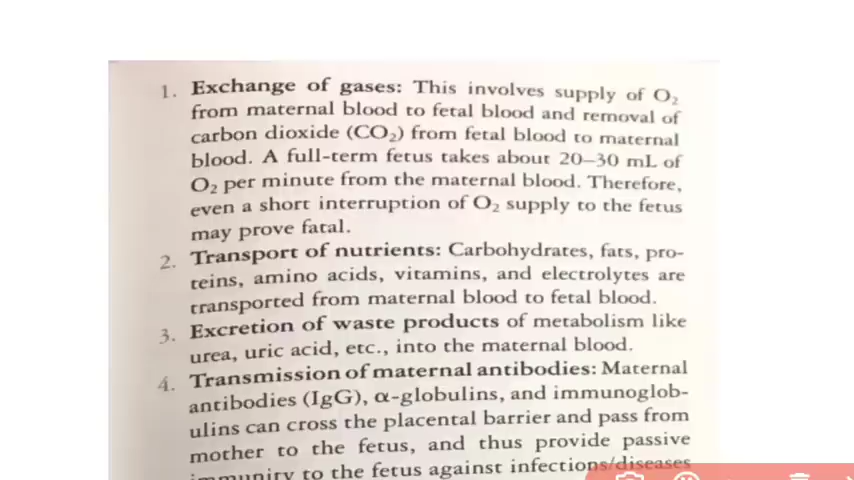 1. Exchange of gases: This involves supply of O₂
from maternal blood to fetal blood and removal of
carbon dioxide (CO₂) from fetal blood to maternal
blood. A full-term fetus takes about 20–30 mL of
O₂ per minute from the maternal blood. Therefore,
even a short interruption of O₂ supply to the fetus
may prove fatal.
2. Transport of nutrients: Carbohydrates, fats, pro-
teins, amino acids, vitamins, and electrolytes are
transported from maternal blood to fetal blood.
3. Excretion of waste products of metabolism like
urea, uric acid, etc., into the maternal blood.
4. Transmission of maternal antibodies: Maternal
antibodies (IgG), α-globulins, and immunoglob-
ulins can cross the placental barrier and pass from
mother to the fetus, and thus provide passive
immunity to the fetus against infections/diseases